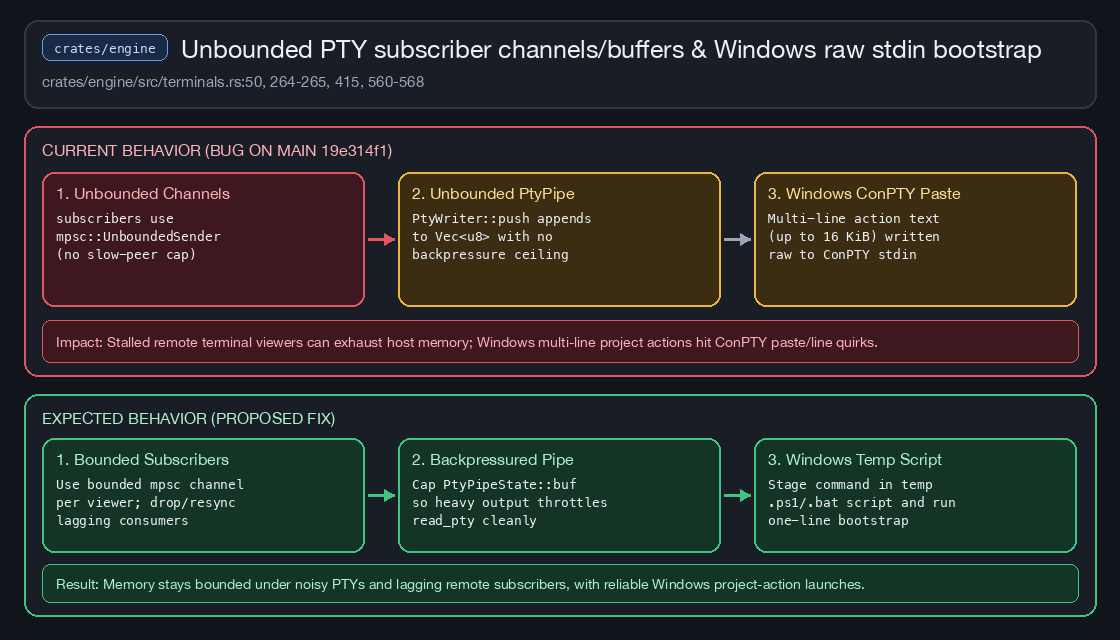 crates/engine Unbounded PTY subscriber channels/buffers & Windows raw stdin bootstrap
crates/engine/src/terminals.rs:50, 264-265, 415, 560-568
CURRENT BEHAVIOR (BUG ON MAIN 19e314f1)
1. Unbounded Channels
subscribers use
mpsc::UnboundedSender
(no slow-peer cap)
2. Unbounded PtyPipe
PtyWriter::push appends
to Vec<u8> with no
backpressure ceiling
3. Windows ConPTY Paste
Multi-line action text
(up to 16 KiB) written
raw to ConPTY stdin
Impact: Stalled remote terminal viewers can exhaust host memory; Windows multi-line project actions hit ConPTY paste/line quirks.
EXPECTED BEHAVIOR (PROPOSED FIX)
1. Bounded Subscribers
Use bounded mpsc channel
per viewer; drop/resync
lagging consumers
2. Backpressured Pipe
Cap PtyPipeState::buf
so heavy output throttles
read_pty cleanly
3. Windows Temp Script
Stage command in temp
.ps1/.bat script and run
one-line bootstrap
Result: Memory stays bounded under noisy PTYs and lagging remote subscribers, with reliable Windows project-action launches.